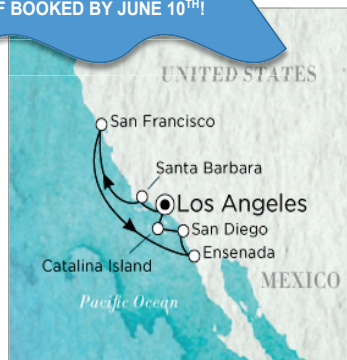 F BOOKED BY JUNE 10TH!
UNITED STATES
San Francisco
Santa Barbara
Los Angeles
San Diego
Ensenada
Catalina Island
MEXICO
Pacific Ocean